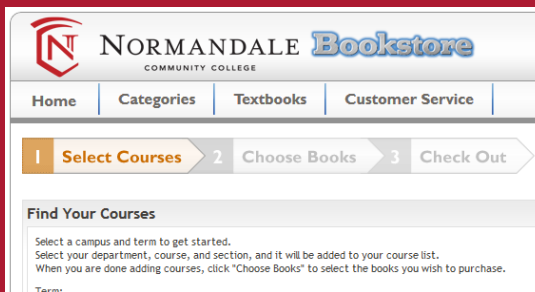 NORMANDALE Bookstore
COMMUNITY COLLEGE
Home Categories Textbooks Customer Service
1 Select Courses 2 Choose Books 3 Check Out
Find Your Courses
Select a campus and term to get started.
Select your department, course, and section, and it will be added to your course list.
When you are done adding courses, click "Choose Books" to select the books you wish to purchase.
Term: